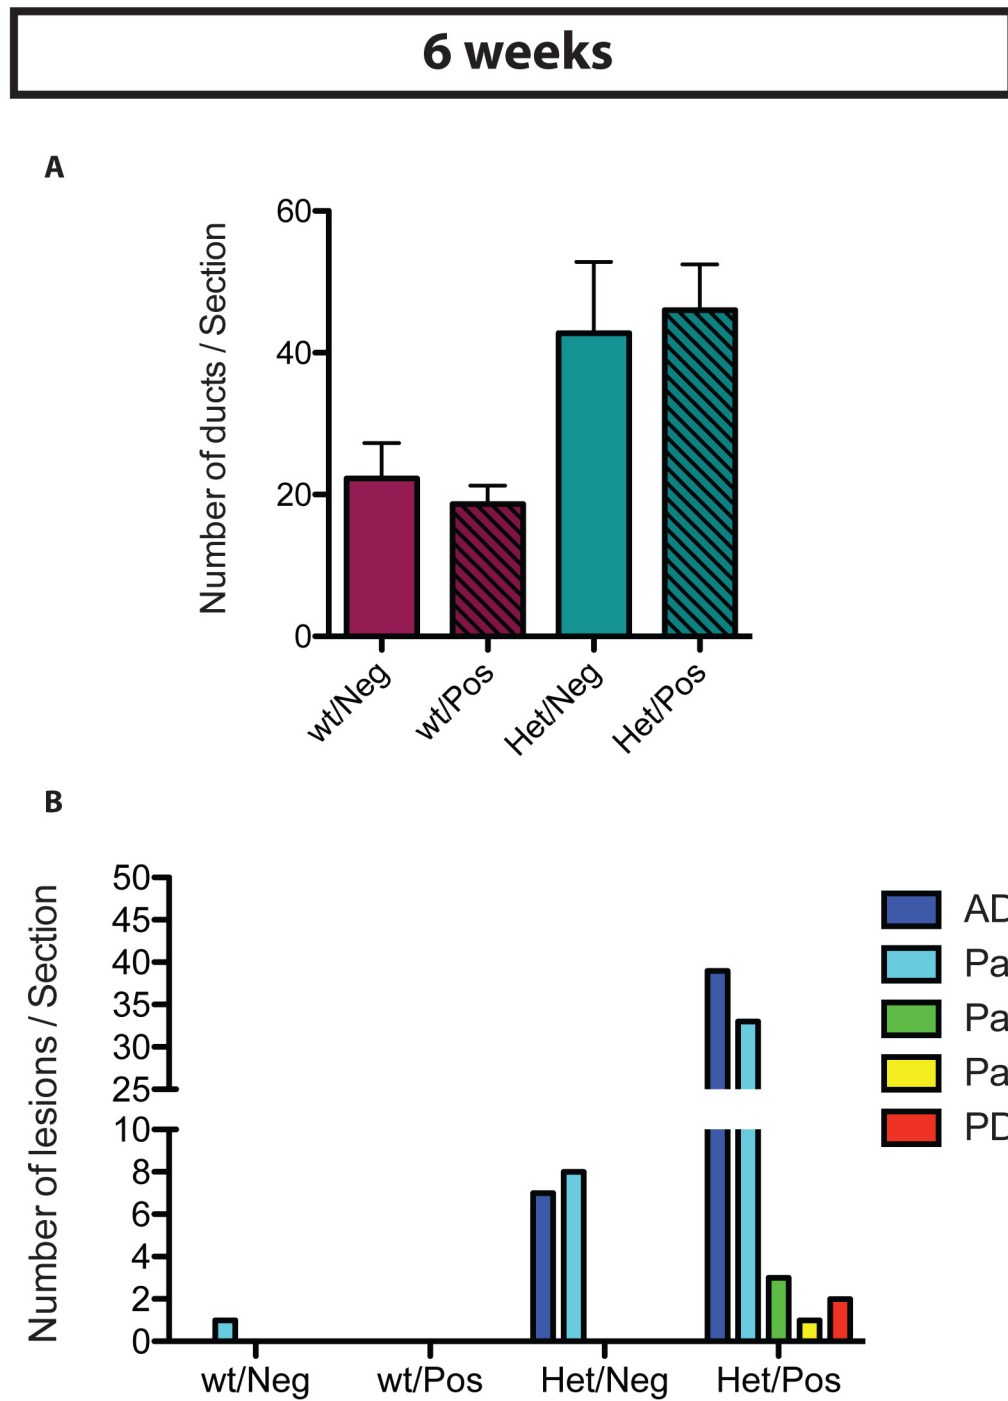 6 weeks
A
Number of ducts / Section
60
40
20
0
wt/Neg
wt/Pos
Het/Neg
Het/Pos
B
Number of lesions / Section
50
45
40
35
30
25
10
8
6
4
2
0
wt/Neg
wt/Pos
Het/Neg
Het/Pos
AD
Pa
Pa
Pa
PD